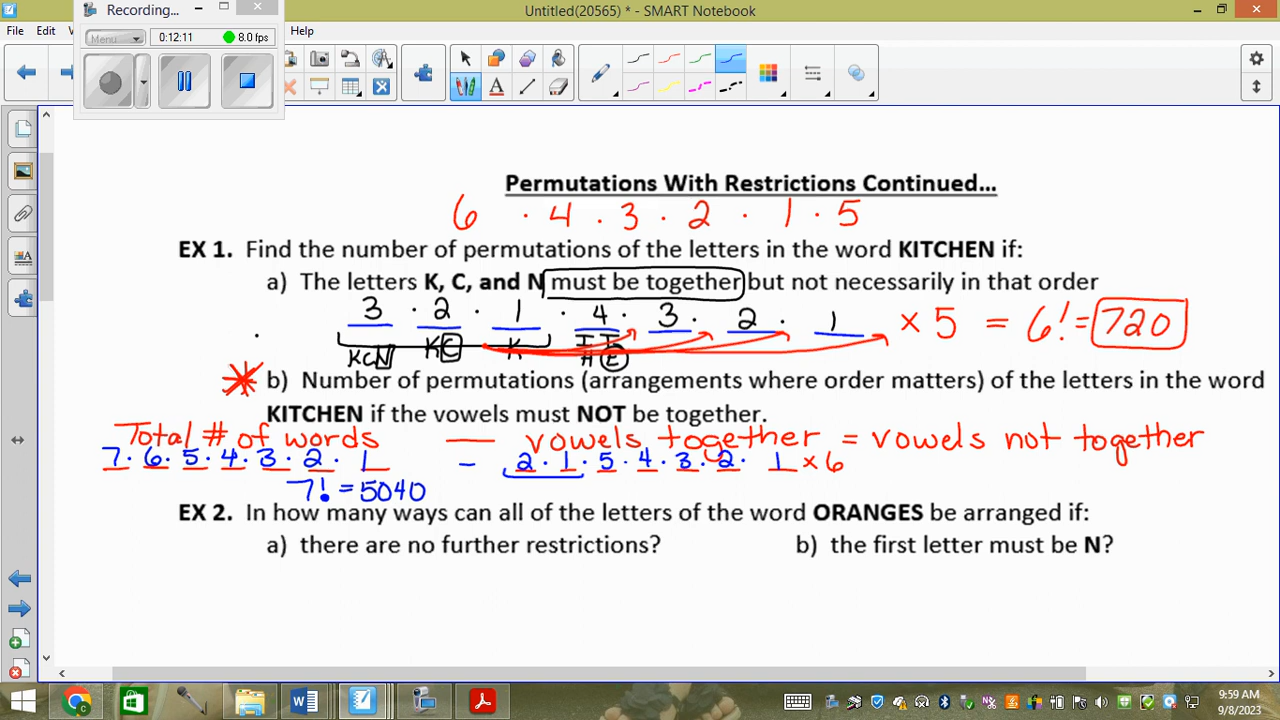 Recording...
Untitled(20565) * - SMART Notebook
Menu 0:12:11 8.0 fps
File Ed Help
Permutations With Restrictions Continued...
6 · 4 · 3 · 2 · 1 · 5
EX 1. Find the number of permutations of the letters in the word KITCHEN if:
a) The letters K, C, and N must be together but not necessarily in that order
3 · 2 · 1 · 4 · 3 · 2 · 1 × 5 = 6! = 720
KCN KC K I T
H E
b) Number of permutations (arrangements where order matters) of the letters in the word
KITCHEN if the vowels must NOT be together.
Total # of words — vowels together = vowels not together
7 · 6 · 5 · 4 · 3 · 2 · 1 - 2 · 1 · 5 · 4 · 3 · 2 · 1 × 6
7! = 5040
EX 2. In how many ways can all of the letters of the word ORANGES be arranged if:
a) there are no further restrictions? b) the first letter must be N?
9:59 AM
9/8/2023